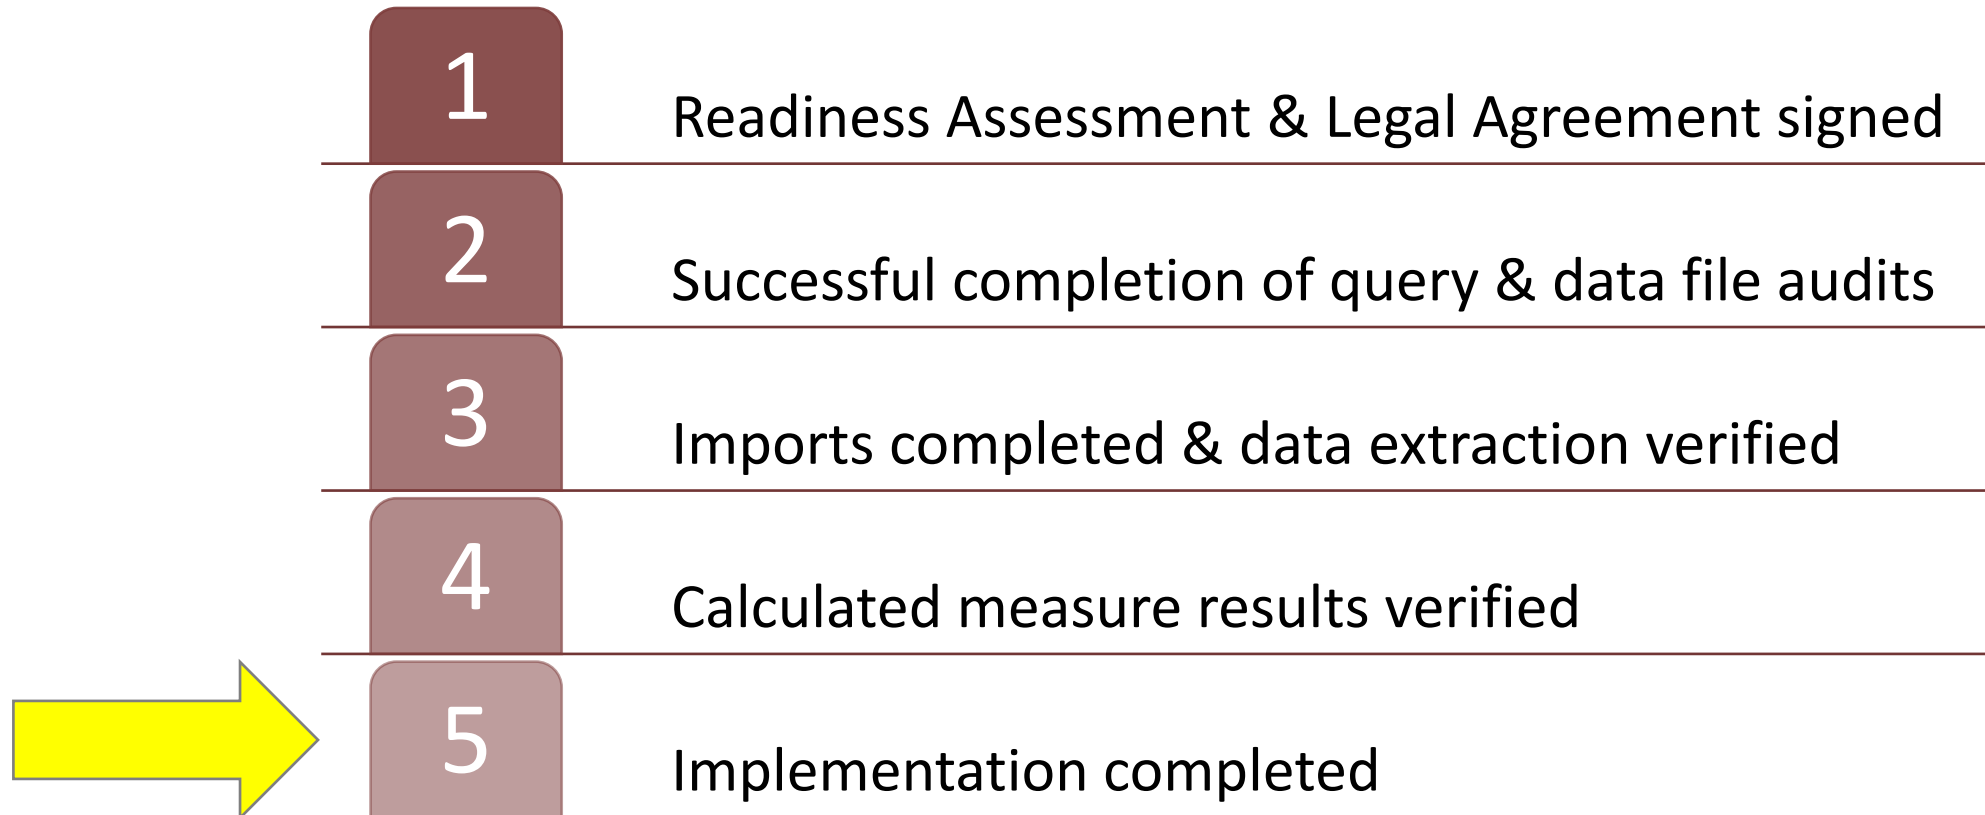 1
Readiness Assessment & Legal Agreement signed
2
Successful completion of query & data file audits
3
Imports completed & data extraction verified
4
Calculated measure results verified
5
Implementation completed